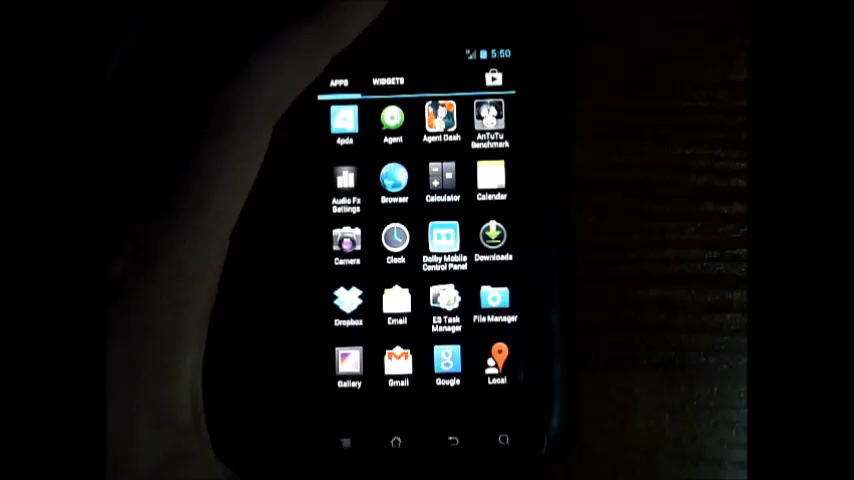 5:50
APPS WIDGETS
4pda Agent Agent Dash AnTuTu
Benchmark
Audio Fx
Settings
Browser Calculator Calendar
Camera Clock Dolby Mobile
Control Panel
Downloads
Dropbox Email ES Task
Manager
File Manager
Gallery Gmail Google Local